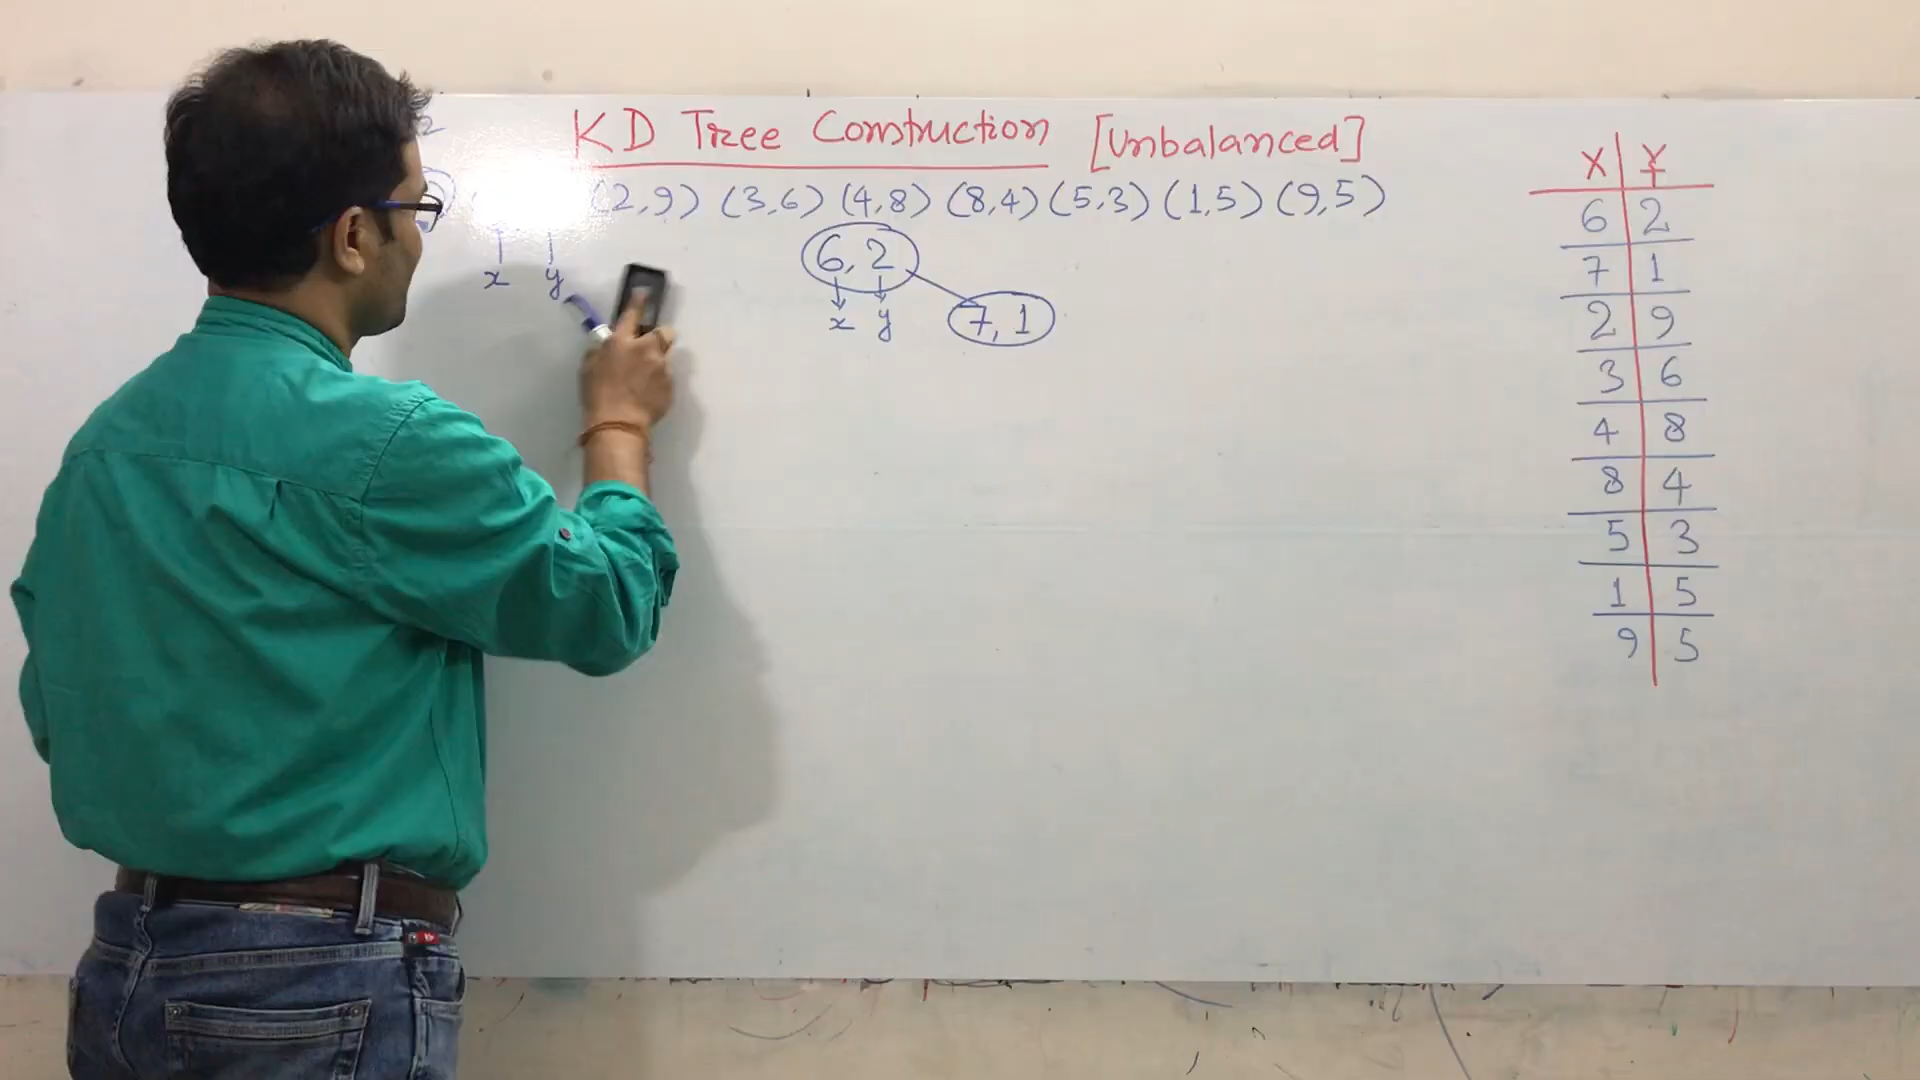 KD Tree Construction [Unbalanced]
2
(2,9) (3,6) (4,8) (8,4) (5,3) (1,5) (9,5)
x y
6, 2
x y
7, 1
X Y
6 2
7 1
2 9
3 6
4 8
8 4
5 3
1 5
9 5